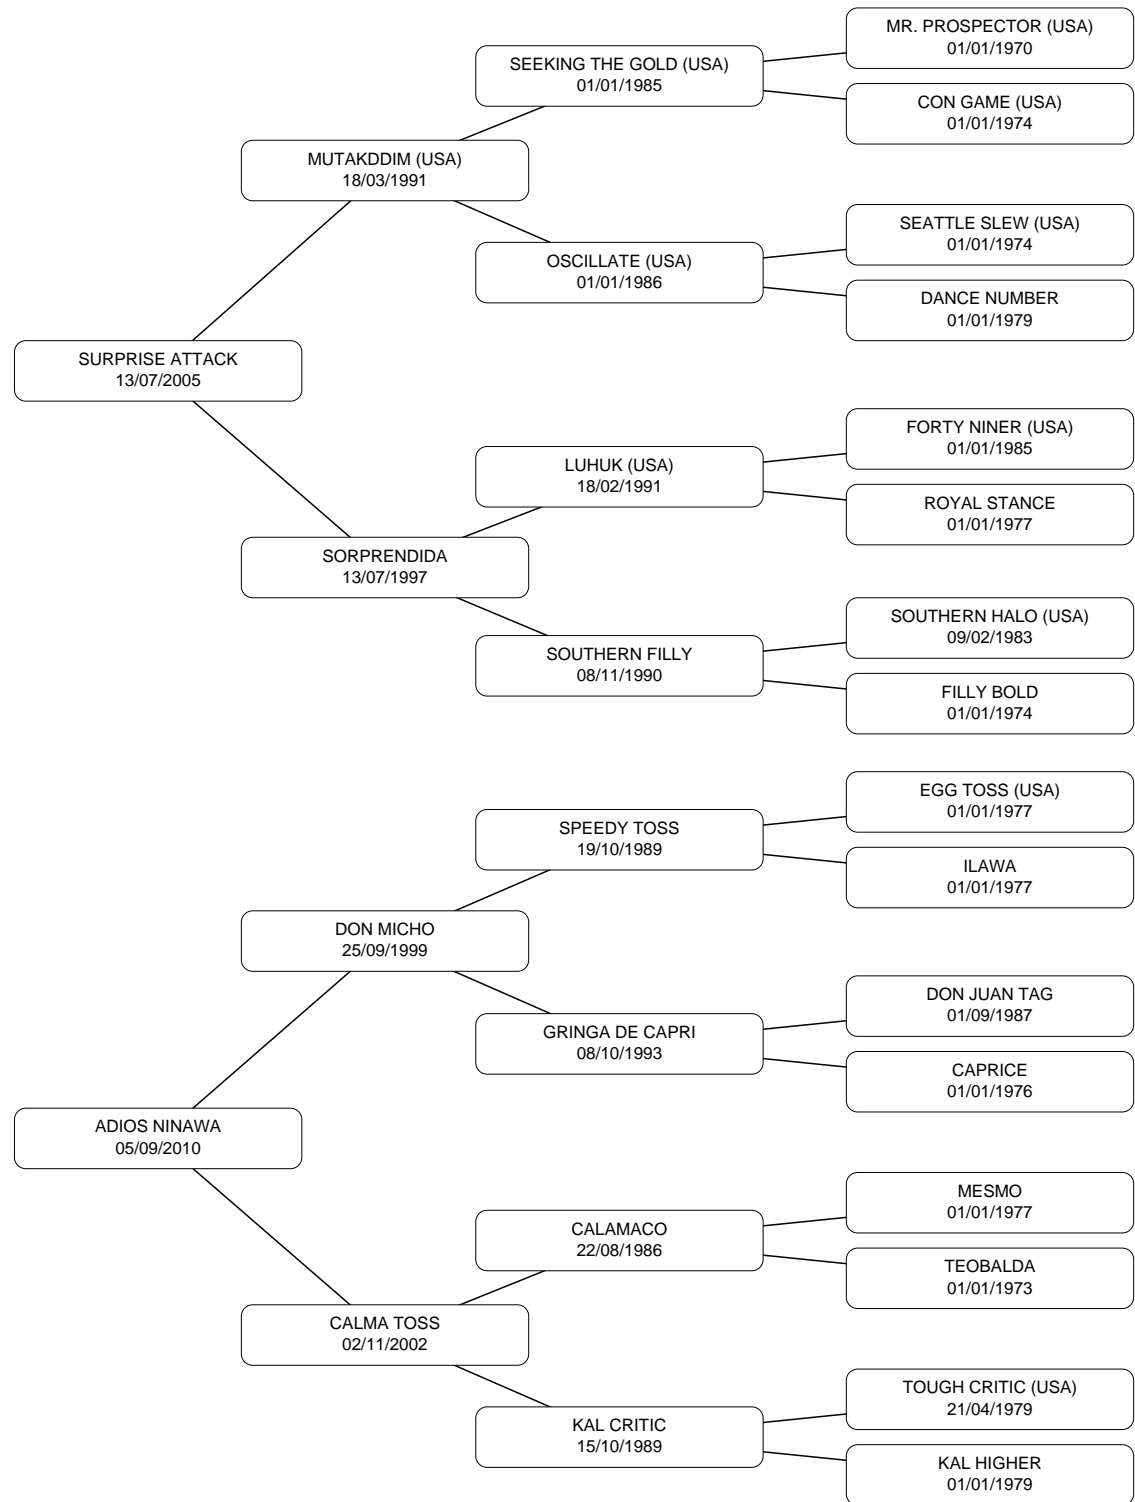 MR. PROSPECTOR (USA)
01/01/1970
SEEKING THE GOLD (USA)
01/01/1985
CON GAME (USA)
01/01/1974
MUTAKDDIM (USA)
18/03/1991
SEATTLE SLEW (USA)
01/01/1974
OSCILLATE (USA)
01/01/1986
DANCE NUMBER
01/01/1979
SURPRISE ATTACK
13/07/2005
FORTY NINER (USA)
01/01/1985
LUHUK (USA)
18/02/1991
ROYAL STANCE
01/01/1977
SORPRENDIDA
13/07/1997
SOUTHERN HALO (USA)
09/02/1983
SOUTHERN FILLY
08/11/1990
FILLY BOLD
01/01/1974
EGG TOSS (USA)
01/01/1977
SPEEDY TOSS
19/10/1989
ILAWA
01/01/1977
DON MICHO
25/09/1999
DON JUAN TAG
01/09/1987
GRINGA DE CAPRI
08/10/1993
CAPRICE
01/01/1976
ADIOS NINAWA
05/09/2010
MESMO
01/01/1977
CALAMACO
22/08/1986
TEOBALDA
01/01/1973
CALMA TOSS
02/11/2002
TOUGH CRITIC (USA)
21/04/1979
KAL CRITIC
15/10/1989
KAL HIGHER
01/01/1979